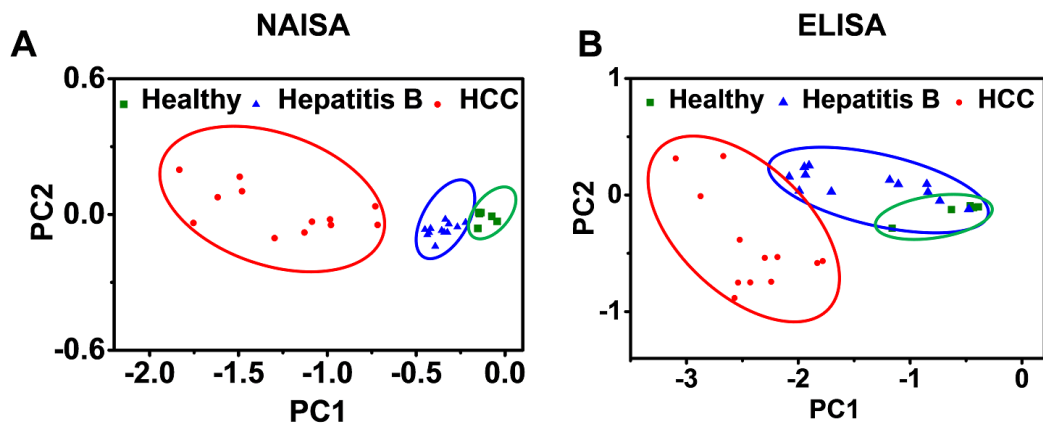 NAISA
A
PC2
0.6
0.0
-0.6
Healthy Hepatitis B HCC
-2.0 -1.5 -1.0 -0.5 0.0
PC1
ELISA
B
PC2
1
0
-1
Healthy Hepatitis B HCC
-3 -2 -1 0
PC1